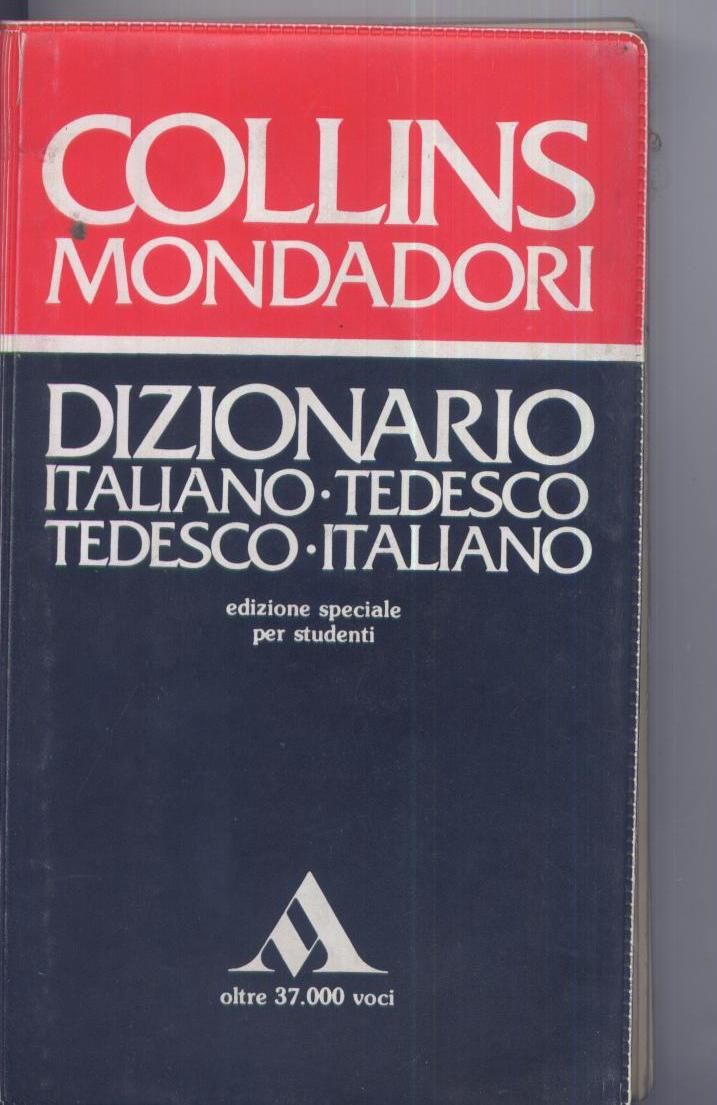 COLLINS
MONDADORI
DIZIONARIO
ITALIANO·TEDESCO
TEDESCO·ITALIANO
edizione speciale
per studenti
oltre 37.000 voci